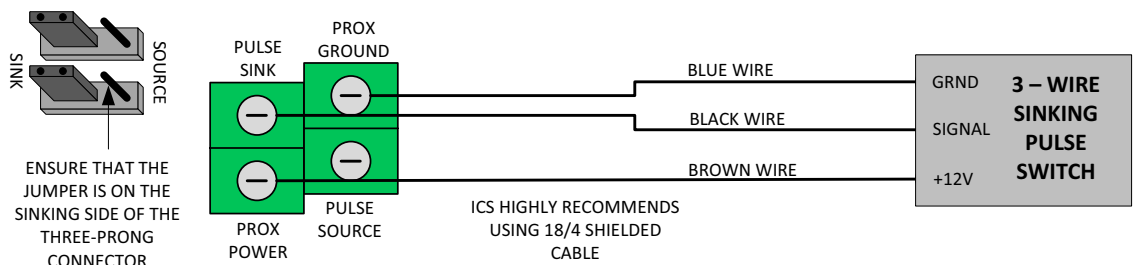 SINK
SOURCE
ENSURE THAT THE
JUMPER IS ON THE
SINKING SIDE OF THE
THREE-PRONG
CONNECTOR
PULSE
SINK
PROX
GROUND
PROX
POWER
PULSE
SOURCE
BLUE WIRE
BLACK WIRE
BROWN WIRE
ICS HIGHLY RECOMMENDS
USING 18/4 SHIELDED
CABLE
GRND
SIGNAL
+12V
3 – WIRE
SINKING
PULSE
SWITCH